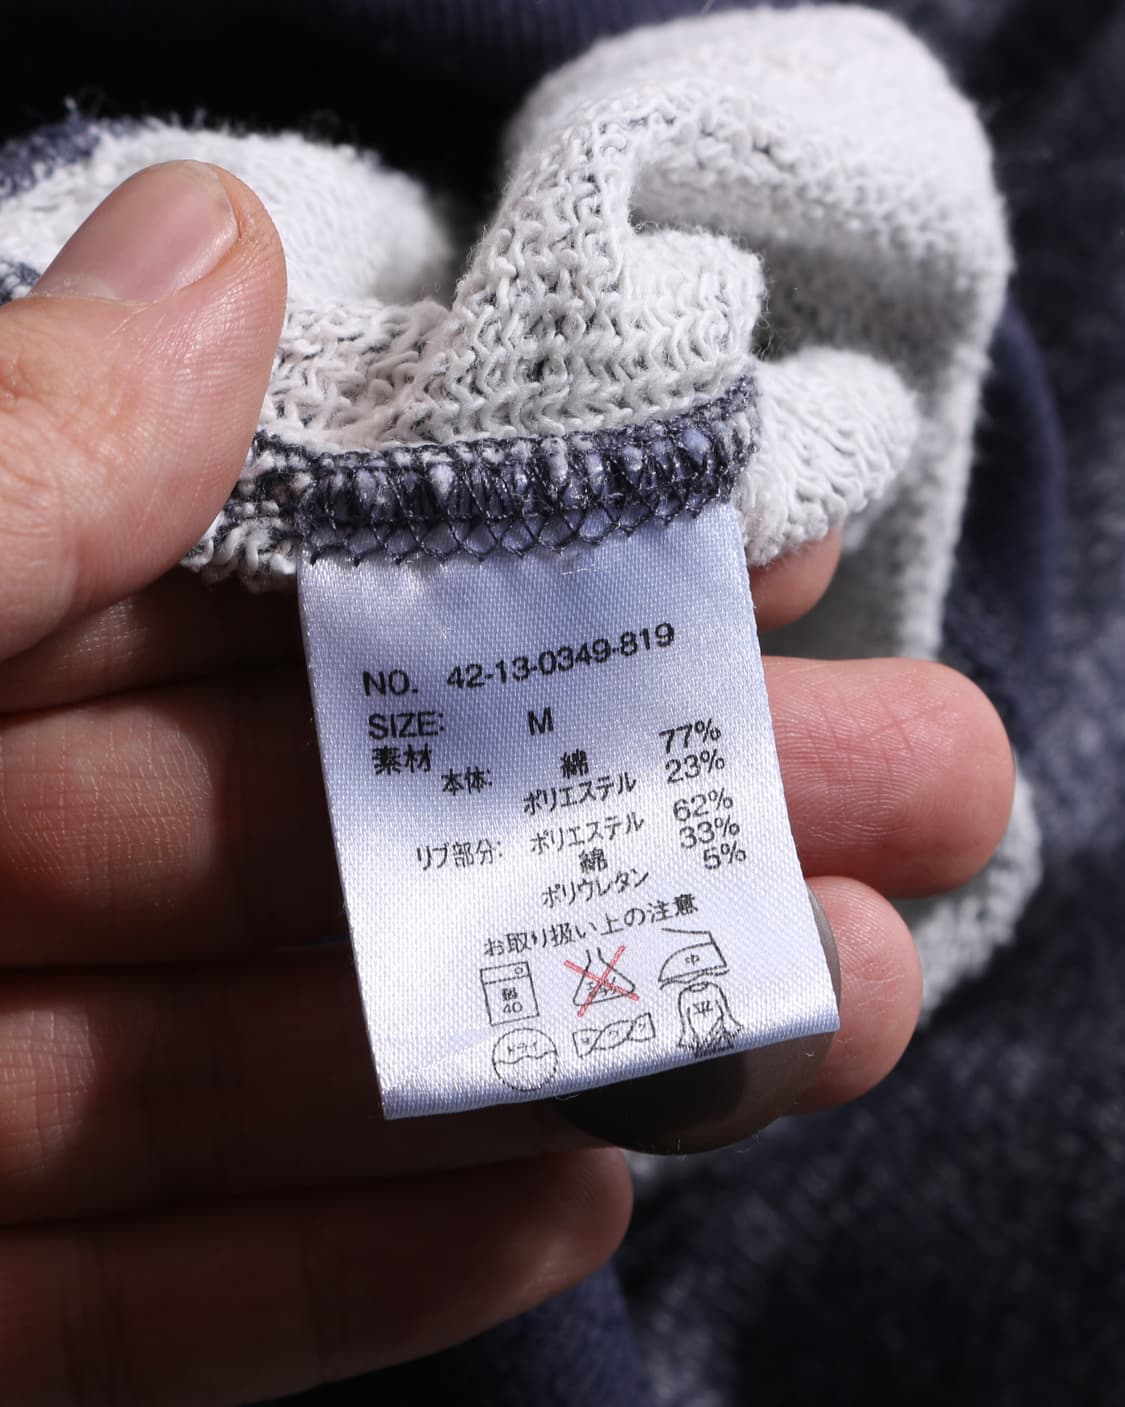 NO. 42-13-0349-819
SIZE: M
素材
本体: 綿 77%
ポリエステル 23%
リブ部分: ポリエステル 62%
綿 33%
ポリウレタン 5%
お取り扱い上の注意
中
弱
40
平
ドライ